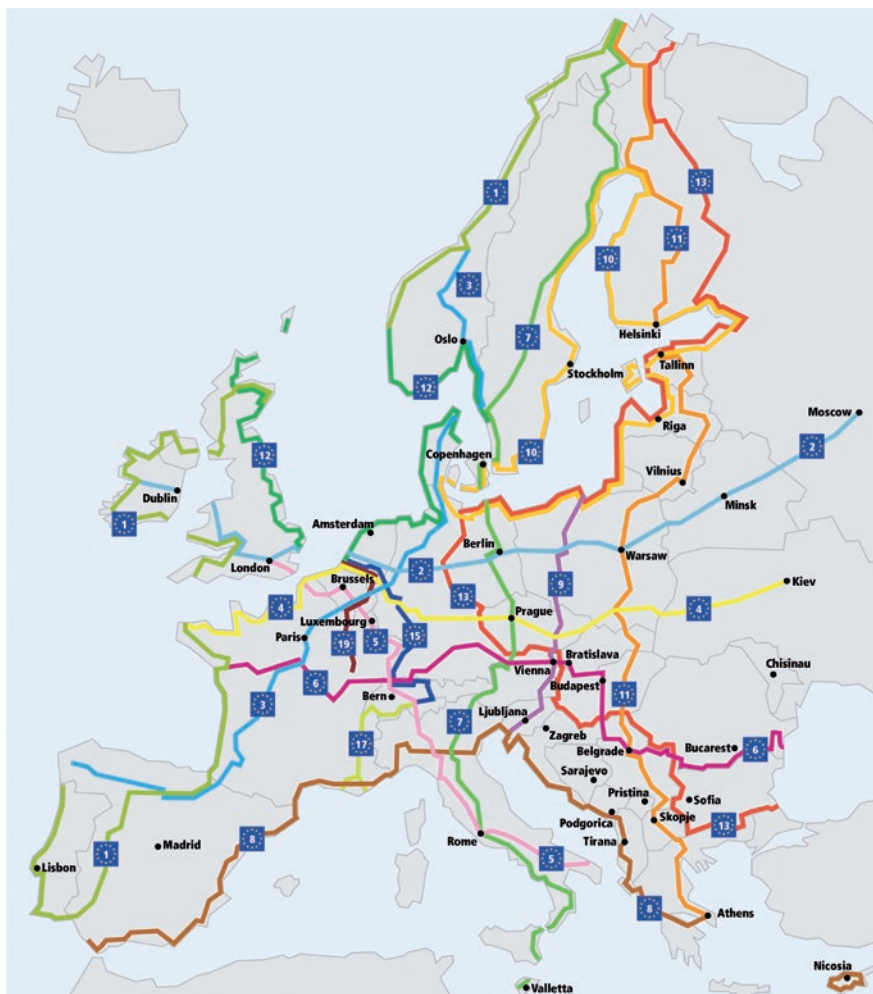 1
13
11
10
3
Oslo
7
Helsinki
Stockholm
Tallinn
12
Moscow
Riga
2
12
10
Copenhagen
Vilnius
Dublin
Minsk
1
Amsterdam
Berlin
Warsaw
London
Brussels
2
9
Kiev
4
13
4
Prague
Luxembourg
Paris
19
5
15
Bratislava
Vienna
Chisinau
6
Budapest
Bern
11
3
7
Ljubljana
Zagreb
17
Belgrade
Bucarest
6
Sarajevo
Pristina
Sofia
Podgorica
Skopje
13
Madrid
8
Rome
Tirana
1
Lisbon
5
8
Athens
Nicosia
Valletta